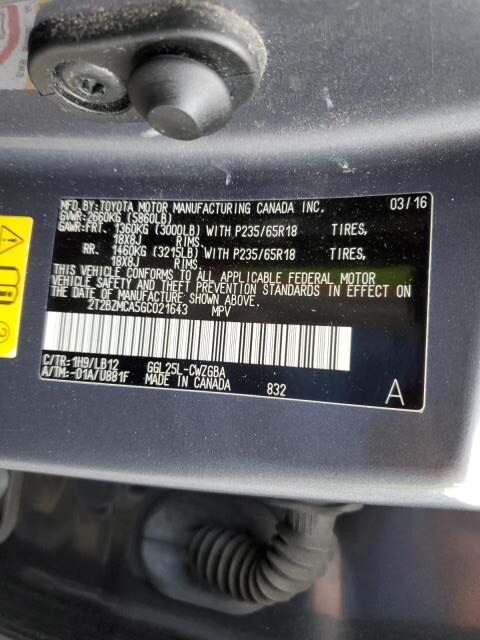 MFD.BY:TOYOTA MOTOR MANUFACTURING CANADA INC. 03/16
GVWR:2660KG (5860LB)
GAWR:FRT. 1360KG (3000LB) WITH P235/65R18 TIRES,
18X8J RIMS.
RR. 1460KG (3215LB) WITH P235/65R18 TIRES,
18X8J RIMS.
THIS VEHICLE CONFORMS TO ALL APPLICABLE FEDERAL MOTOR
VEHICLE SAFETY AND THEFT PREVENTION STANDARDS IN EFFECT ON
THE DATE OF MANUFACTURE SHOWN ABOVE.
2T2BZMCA5GC021643 MPV
C/TR:1H9/LB12 GGL25L-CWZGBA
A/TM:-01A/U881F MADE IN CANADA 832 A